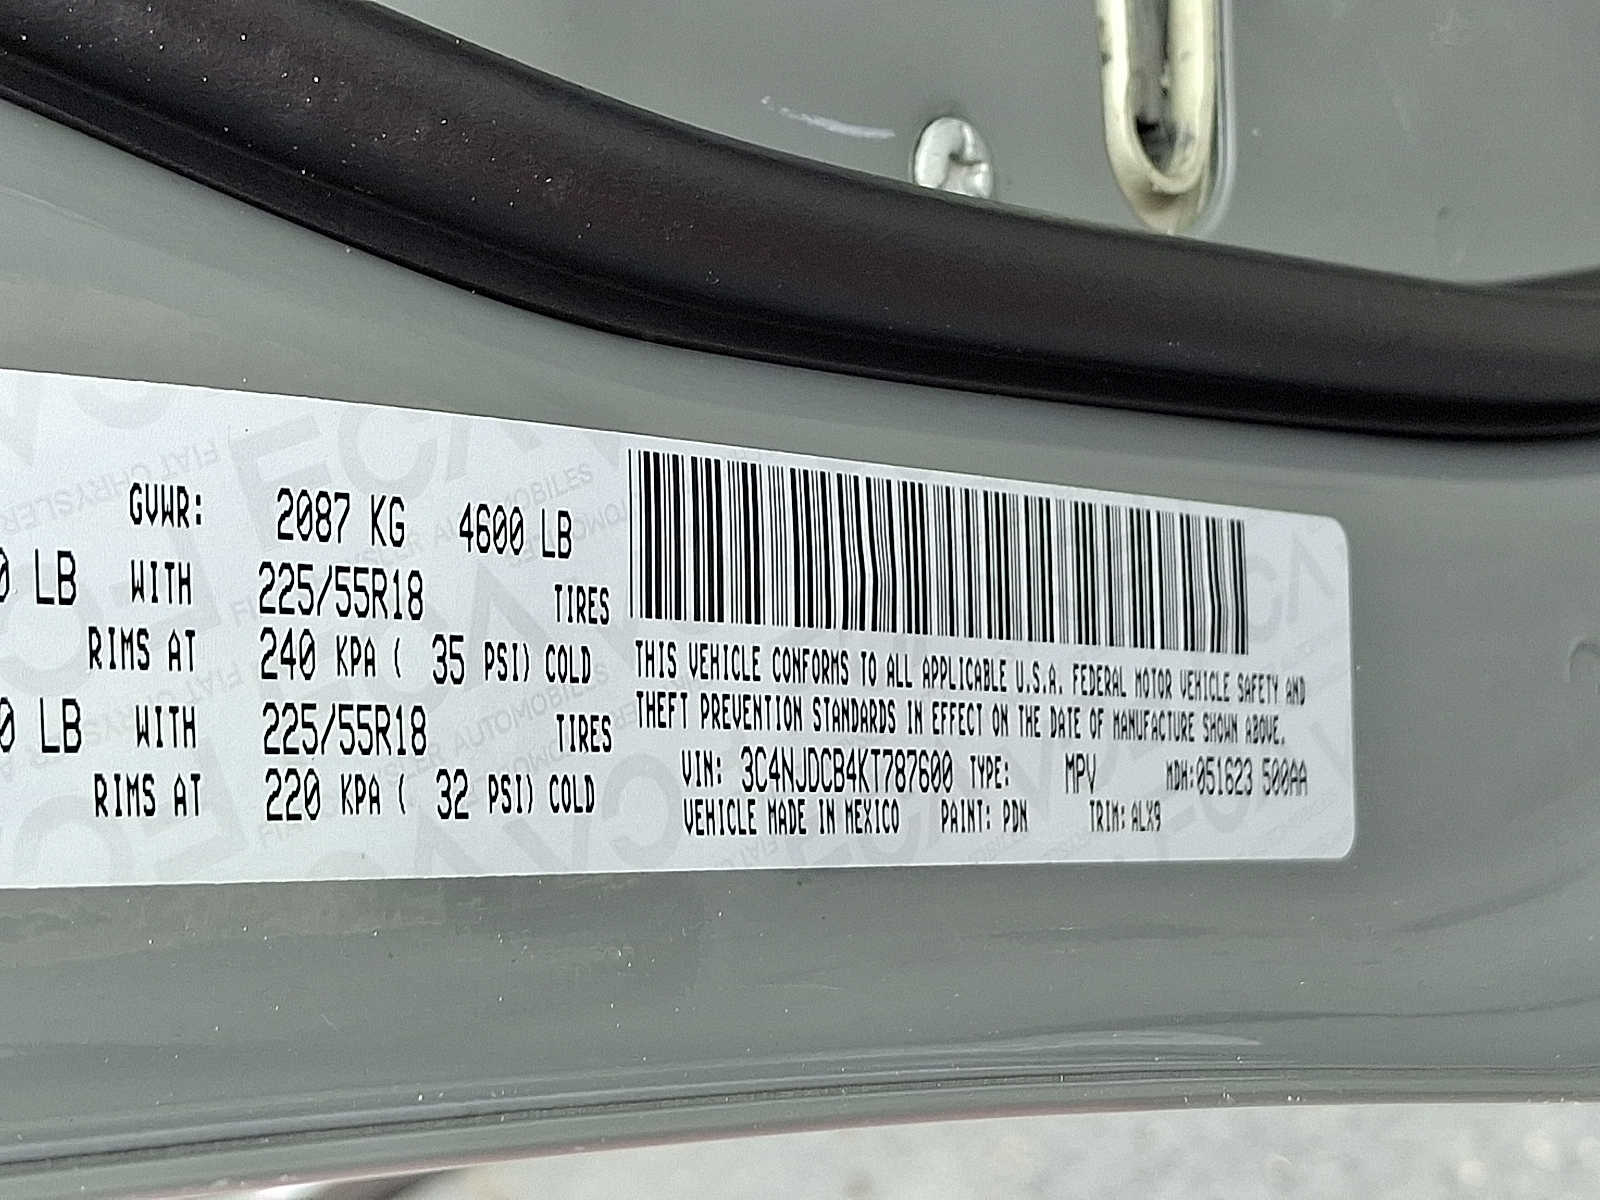 GVWR: 2087 KG 4600 LB
0 LB WITH 225/55R18 TIRES
RIMS AT 240 KPA ( 35 PSI) COLD
0 LB WITH 225/55R18 TIRES
RIMS AT 220 KPA ( 32 PSI) COLD
THIS VEHICLE CONFORMS TO ALL APPLICABLE U.S.A. FEDERAL MOTOR VEHICLE SAFETY AND
THEFT PREVENTION STANDARDS IN EFFECT ON THE DATE OF MANUFACTURE SHOWN ABOVE.
VIN: 3C4NJDCB4KT787600 TYPE: MPV MDH:051623 500AA
VEHICLE MADE IN MEXICO PAINT: PDN TRIM: ALX9